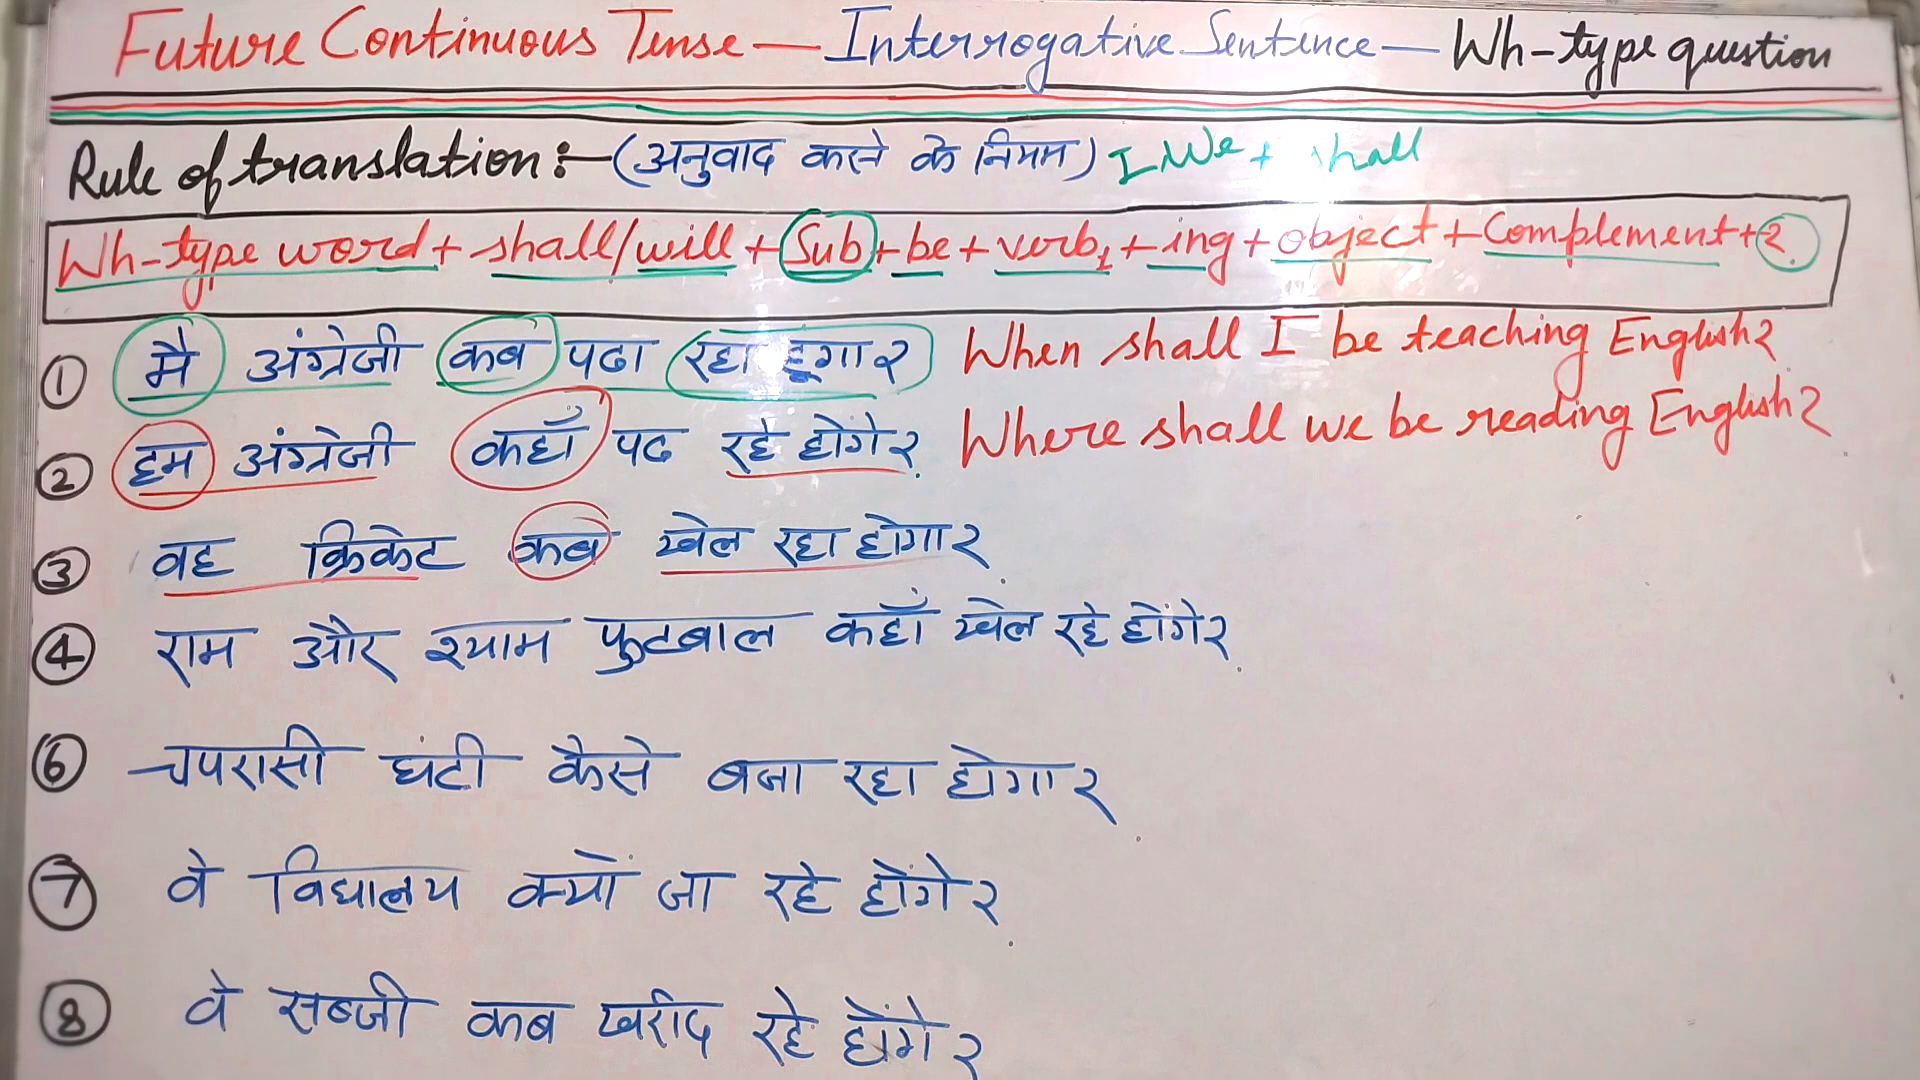 Future Continuous Tense — Interrogative Sentence — Wh-type question
Rule of translation:- (अनुवाद करने के नियम) I We + shall
Wh-type word + shall/will + Sub + be + verb1 + ing + object + Complement + ?
① मै अंग्रेजी कब पढा रहा हूगा ? When shall I be teaching English?
② हम अंग्रेजी कहाँ पढ रहे होंगे ? Where shall we be reading English?
③ वह क्रिकेट कब खेल रहा होगा ?
④ राम और श्याम फुटबाल कहाँ खेल रहे होंगे ?
⑥ चपरासी घंटी कैसे बजा रहा होगा ?
⑦ वे विद्यालय क्यों जा रहे होंगे ?
⑧ वे सब्जी कब खरीद रहे होंगे ?